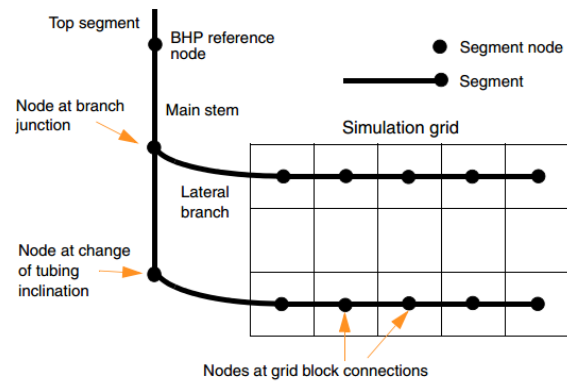 Top segment
BHP reference
node
Segment node
Segment
Node at branch
junction
Main stem
Simulation grid
Lateral
branch
Node at change
of tubing
inclination
Nodes at grid block connections